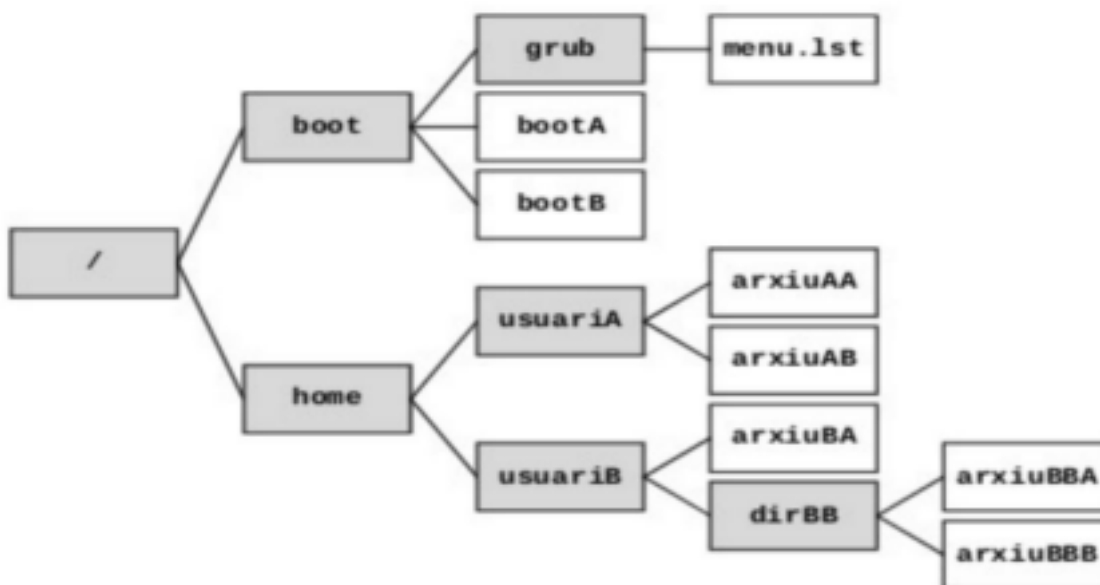 grub
menu.lst
boot
bootA
bootB
/
arxiuAA
usuariA
arxiuAB
home
arxiuBA
usuariB
arxiuBBA
dirBB
arxiuBBB